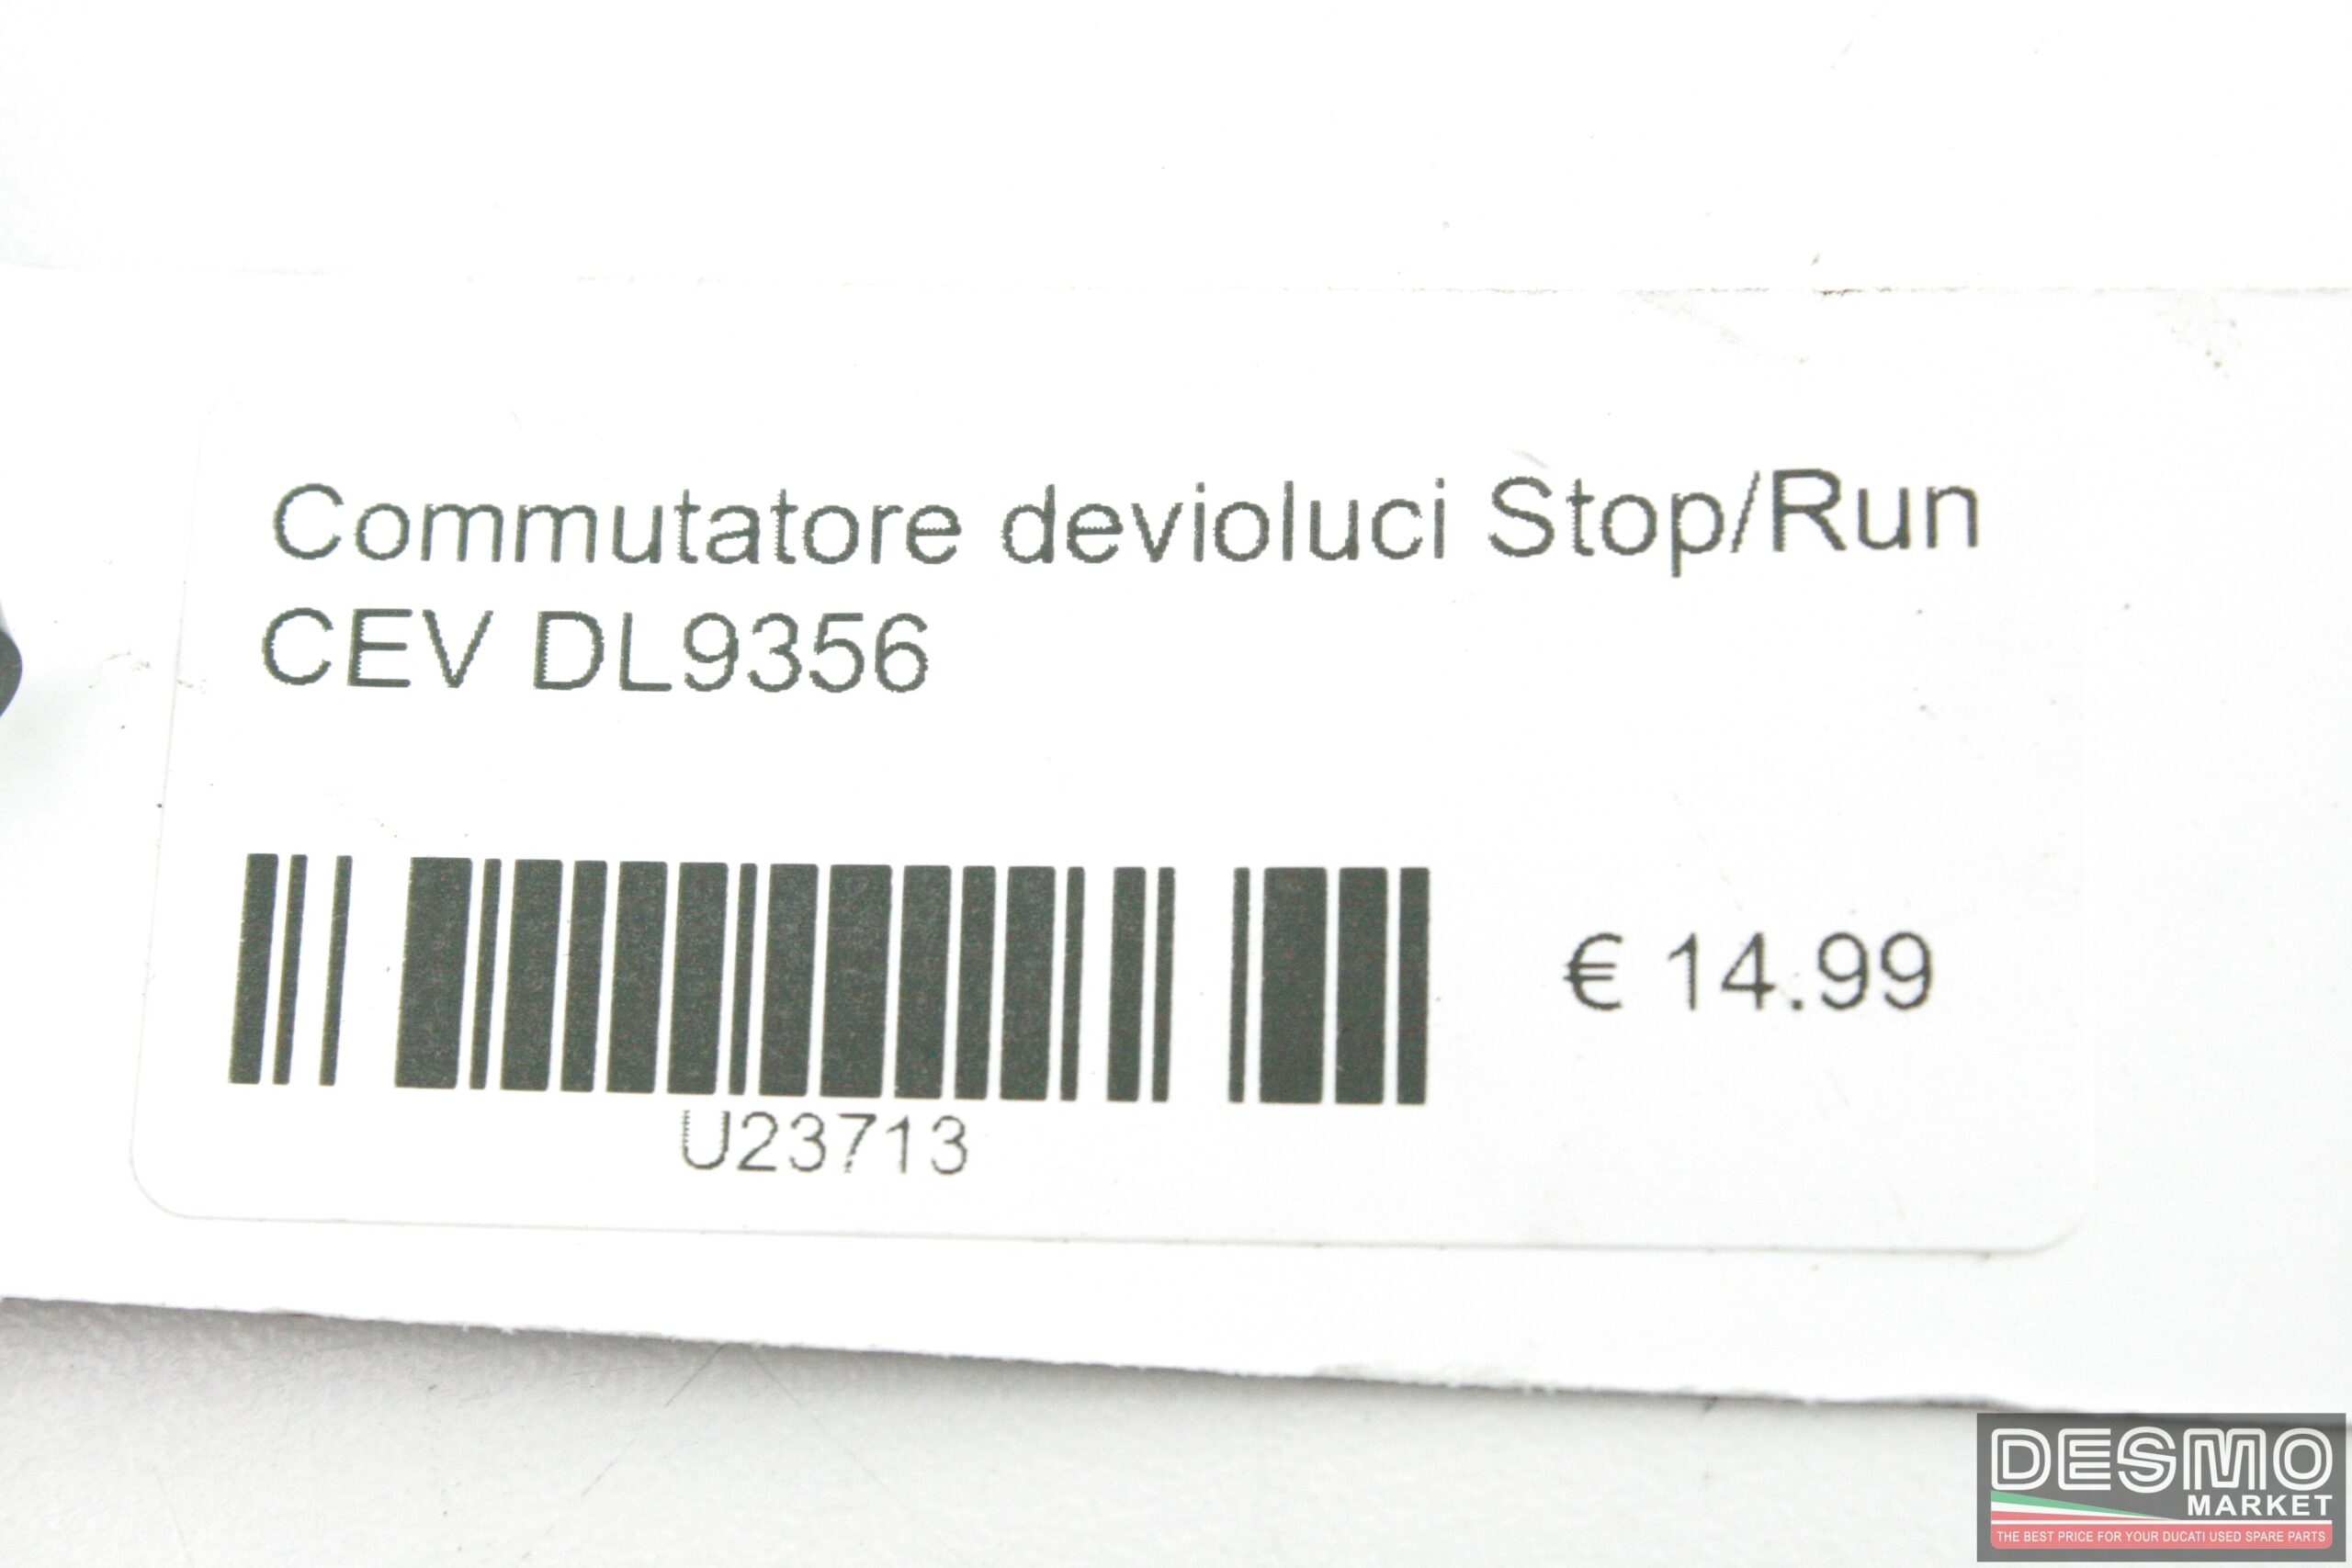 Commutatore devioluci Stop/Run
CEV DL9356
€ 14.99
U23713
DESMO
MARKET
THE BEST PRICE FOR YOUR DUCATI USED SPARE PARTS